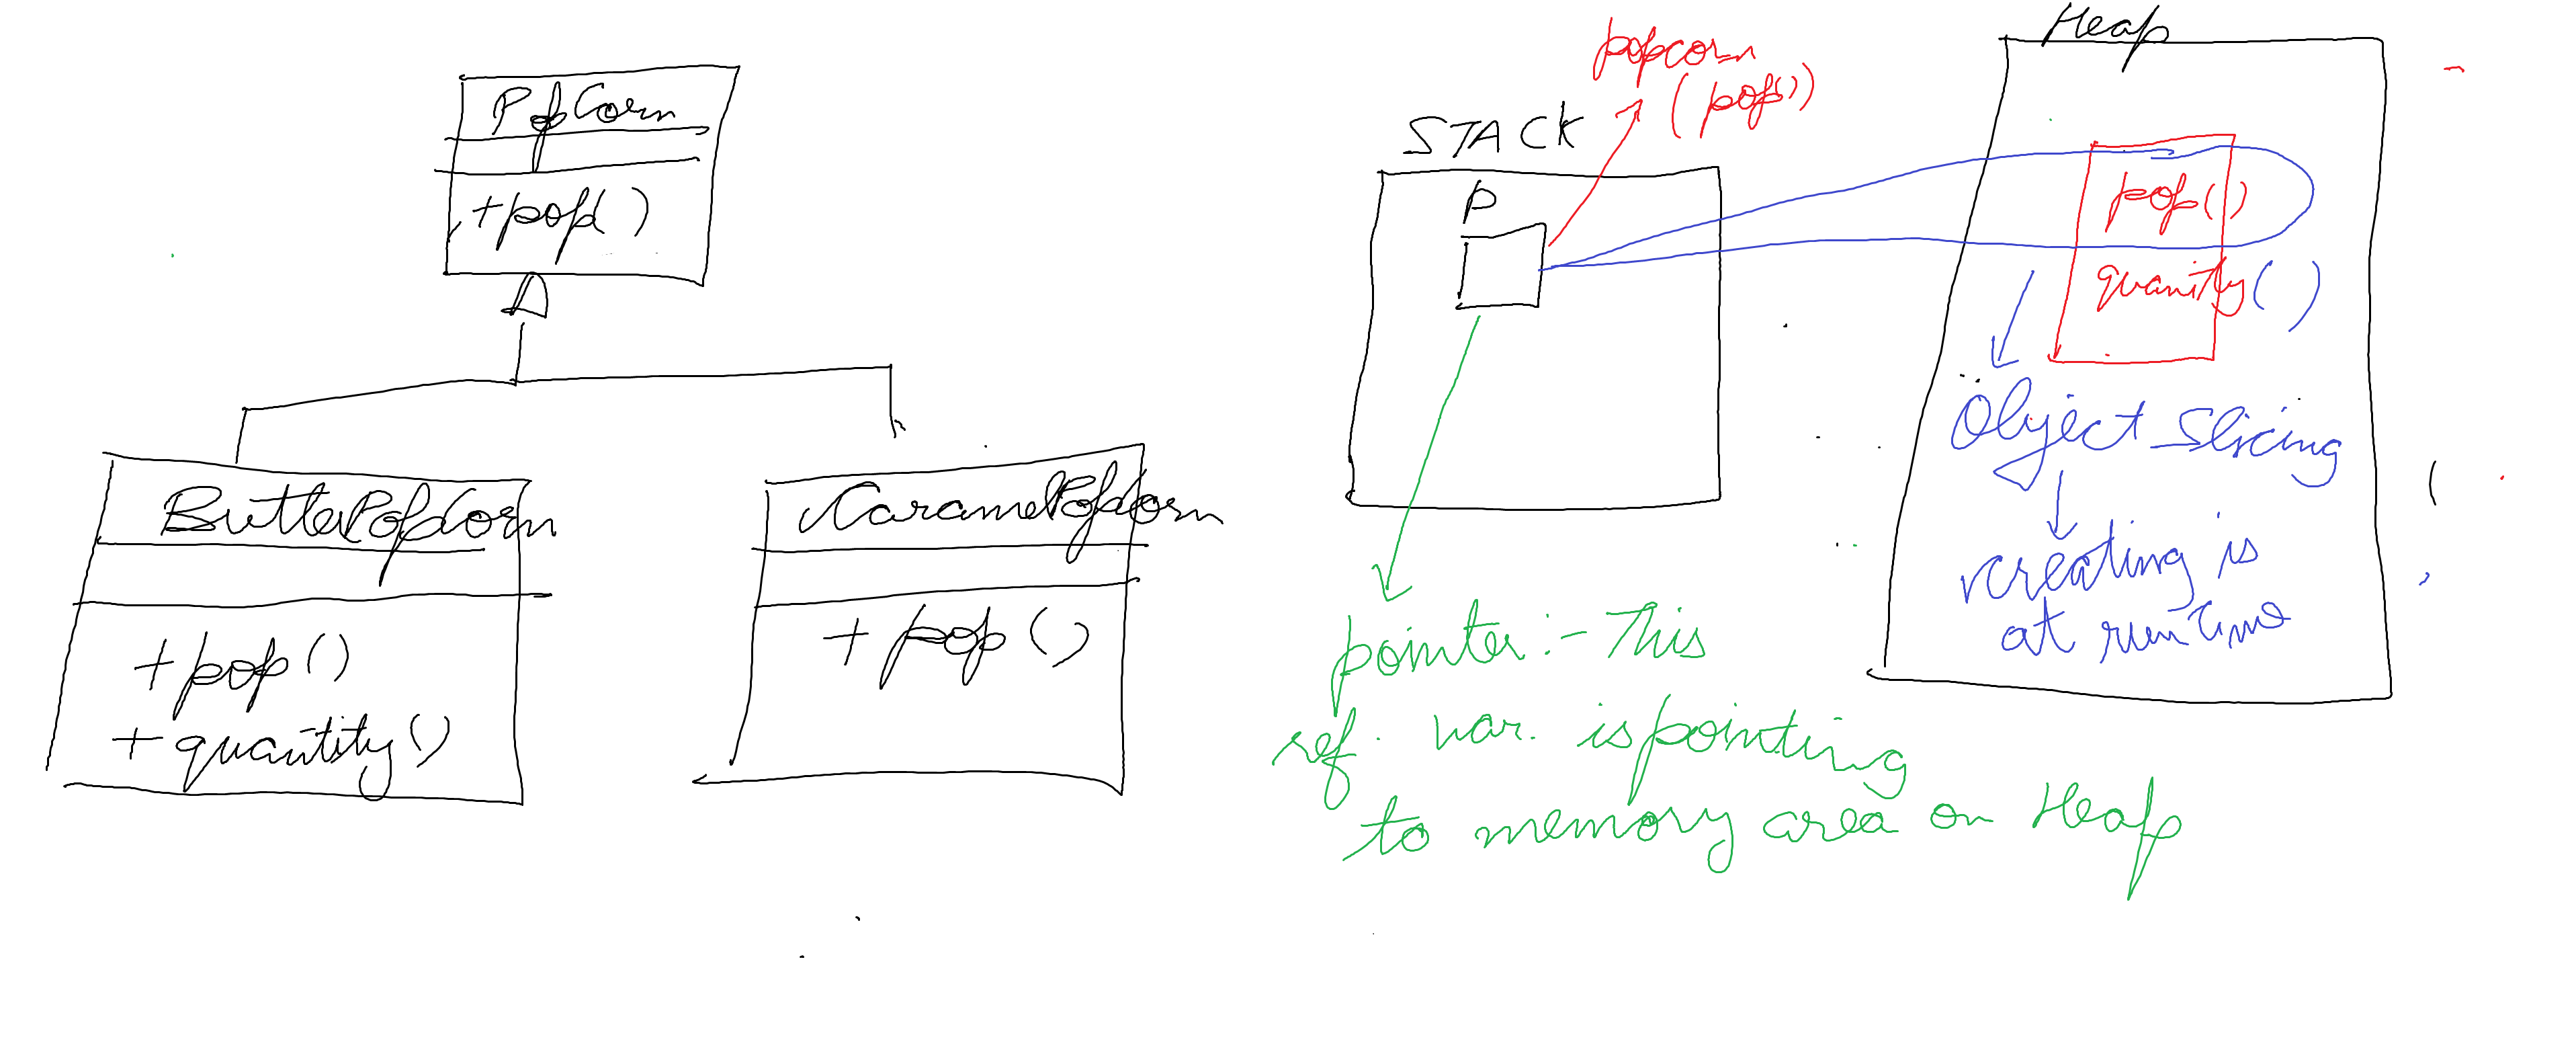 PopCorn
+pop()
ButterPopCorn
+pop()
+quantity()
CaramelPopcorn
+ pop()
STACK
P
popcorn
(pop())
Heap
pop()
quanity()
Object Slicing
creating is
at runtime
pointer:- This
ref. var. is pointing
to memory area on Heap